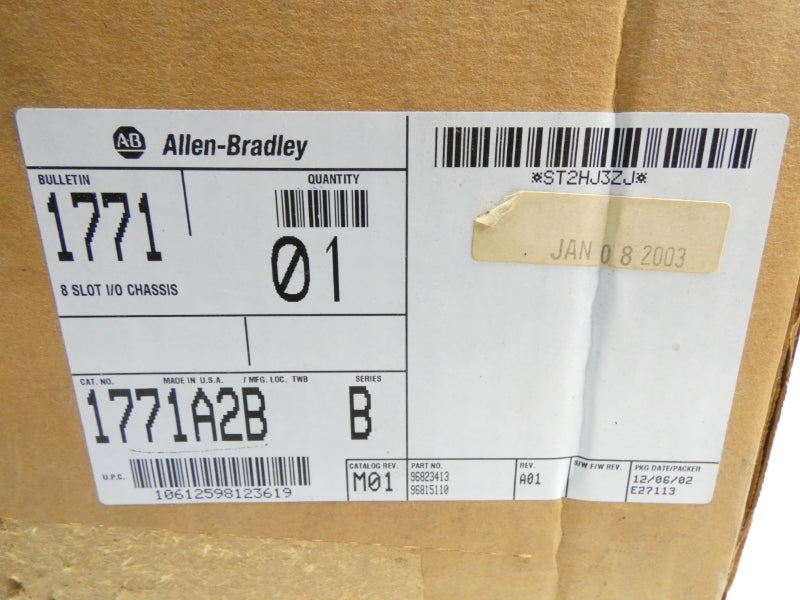 AB Allen-Bradley
BULLETIN
QUANTITY
1771
01
8 SLOT I/O CHASSIS
CAT. NO. MADE IN U.S.A. / MFG. LOC. TWB SERIES
1771A2B B
U.P.C.
10612598123619
CATALOG REV.
M01
PART NO.
96823413
96815110
REV.
A01
S/W F/W REV.
PKG DATE/PACKER
12/06/02
E27113
*ST2HJ3ZJ*
JAN 08 2003